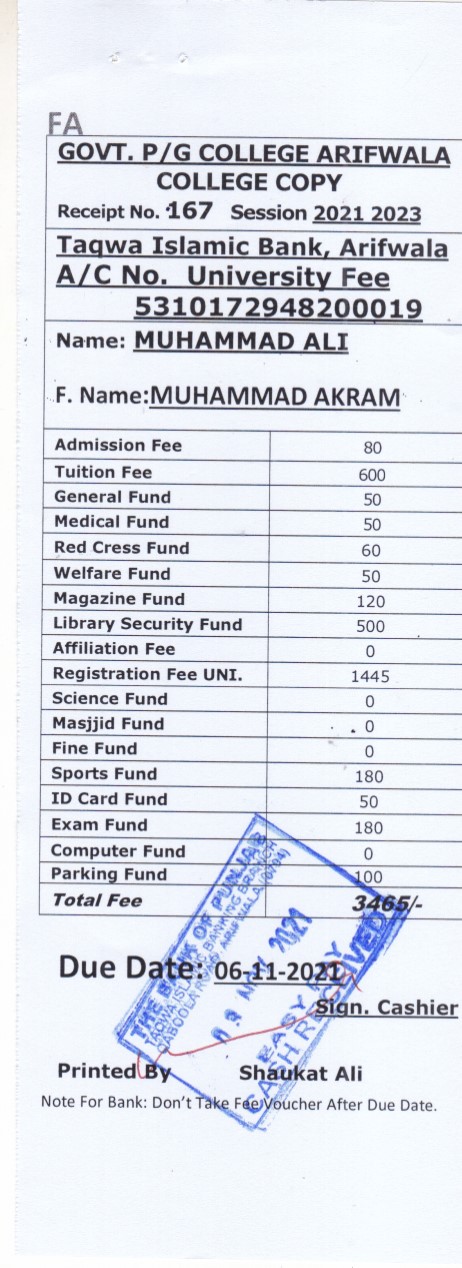 FA
GOVT. P/G COLLEGE ARIFWALA
COLLEGE COPY
Receipt No. 167 Session 2021 2023
Taqwa Islamic Bank, Arifwala
A/C No. University Fee
5310172948200019
Name: MUHAMMAD ALI
F. Name:MUHAMMAD AKRAM
Admission Fee 80
Tuition Fee 600
General Fund 50
Medical Fund 50
Red Cress Fund 60
Welfare Fund 50
Magazine Fund 120
Library Security Fund 500
Affiliation Fee 0
Registration Fee UNI. 1445
Science Fund 0
Masjjid Fund 0
Fine Fund 0
Sports Fund 180
ID Card Fund 50
Exam Fund 180
Computer Fund 0
Parking Fund 100
Total Fee 3465/-
THE BANK OF PUNJAB
TAQWA ISLAMIC BANKING BRANCH
QABOOLA ROAD ARIFWALA (0704)
NOV 2021
EASY PAY
CASH RECEIVED
Due Date: 06-11-2021
Sign. Cashier
Printed By Shaukat Ali
Note For Bank: Don't Take Fee Voucher After Due Date.